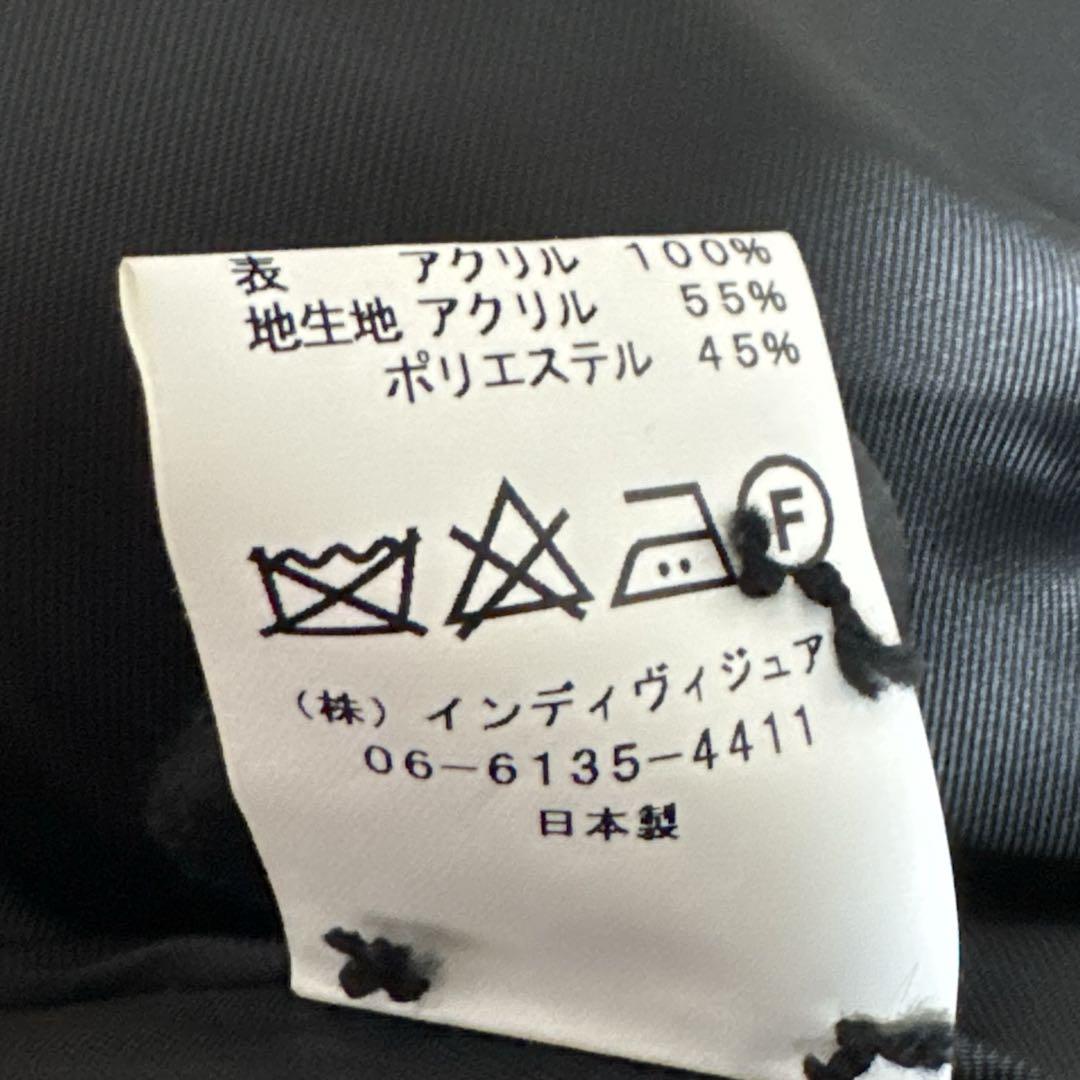 表 アクリル 100%
地生地 アクリル 55%
ポリエステル 45%
F
（株）インディヴィジュア
06-6135-4411
日本製